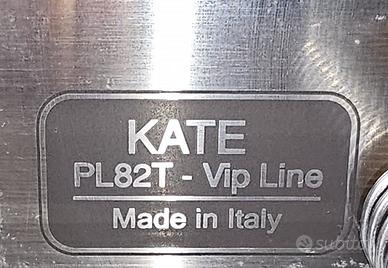 KATE
PL82T - Vip Line
Made in Italy
subito